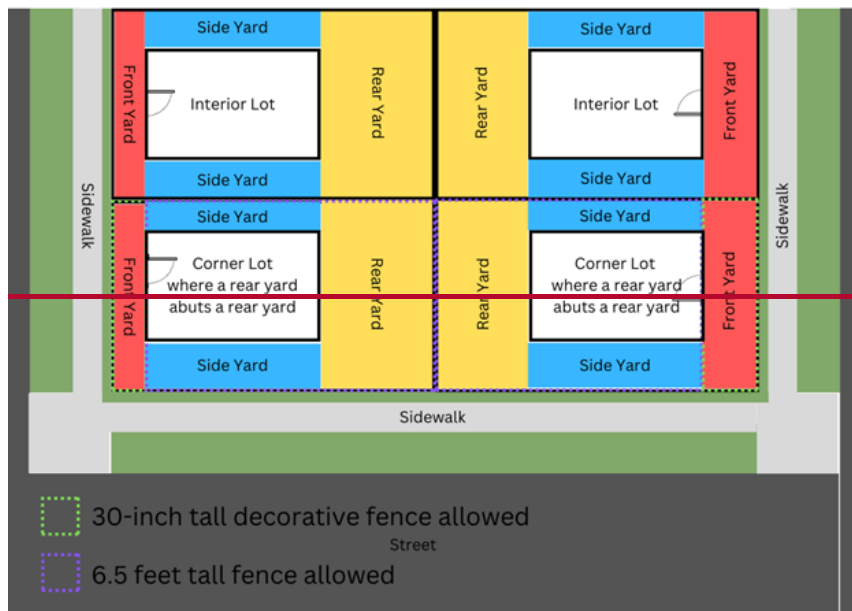 Side Yard
Side Yard
Front Yard
Interior Lot
Rear Yard
Rear Yard
Interior Lot
Front Yard
Side Yard
Side Yard
Sidewalk
Sidewalk
Side Yard
Side Yard
Front Yard
Corner Lot
where a rear yard
abuts a rear yard
Rear Yard
Rear Yard
Corner Lot
where a rear yard
abuts a rear yard
Front Yard
Side Yard
Side Yard
Sidewalk
30-inch tall decorative fence allowed
Street
6.5 feet tall fence allowed